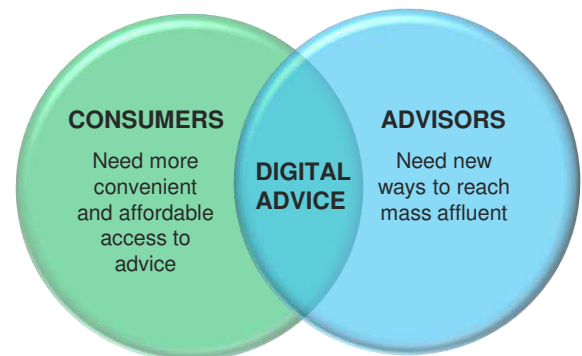 CONSUMERS
Need more
convenient
and affordable
access to
advice
DIGITAL
ADVICE
ADVISORS
Need new
ways to reach
mass affluent